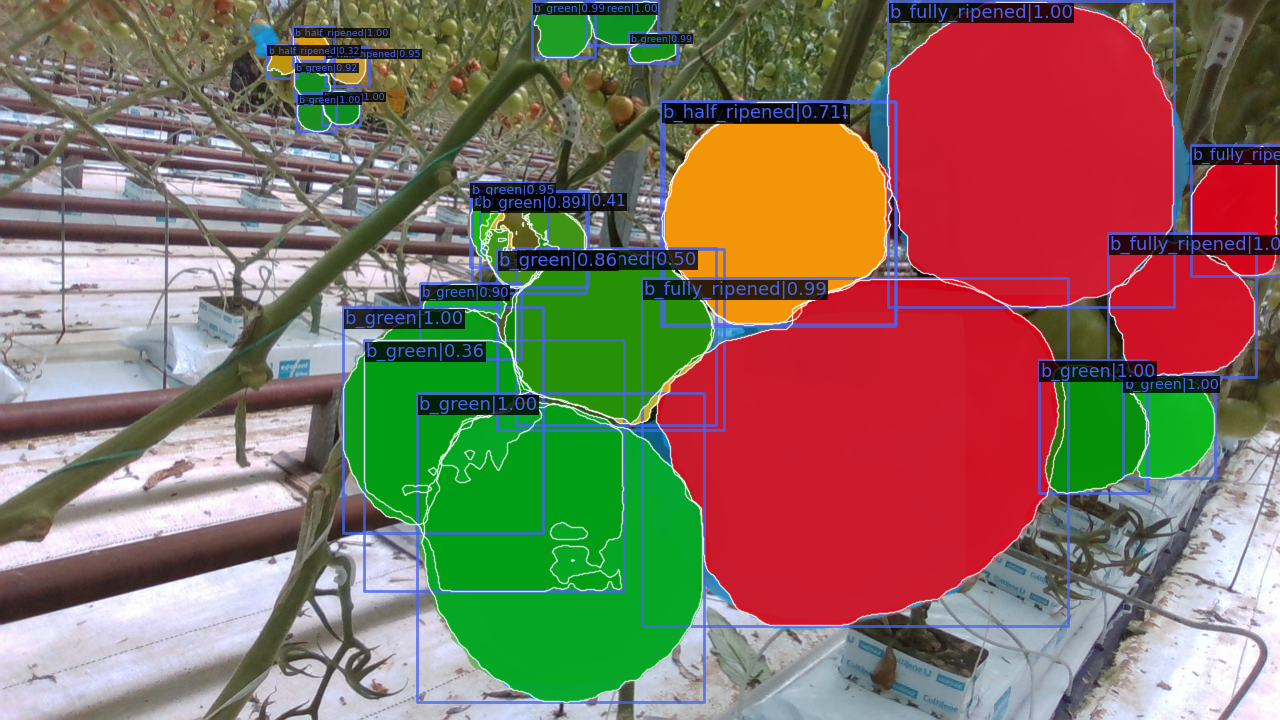 b_green|0.99
reen|1.00
b_fully_ripened|1.00
b_half_ripened|1.00
b_green|0.99
b_half_ripened|0.32
ripened|0.95
b_green|0.92
b_green|1.00
1.00
b_half_ripened|0.71
b_fully_ripe
b_green|0.95
b_green|0.89
0.41
b_fully_ripened|1.0
b_green|0.86
ned|0.50
b_fully_ripened|0.99
b_green|0.90
b_green|1.00
b_green|0.36
b_green|1.00
b_green|1.00
b_green|1.00
Cultilene